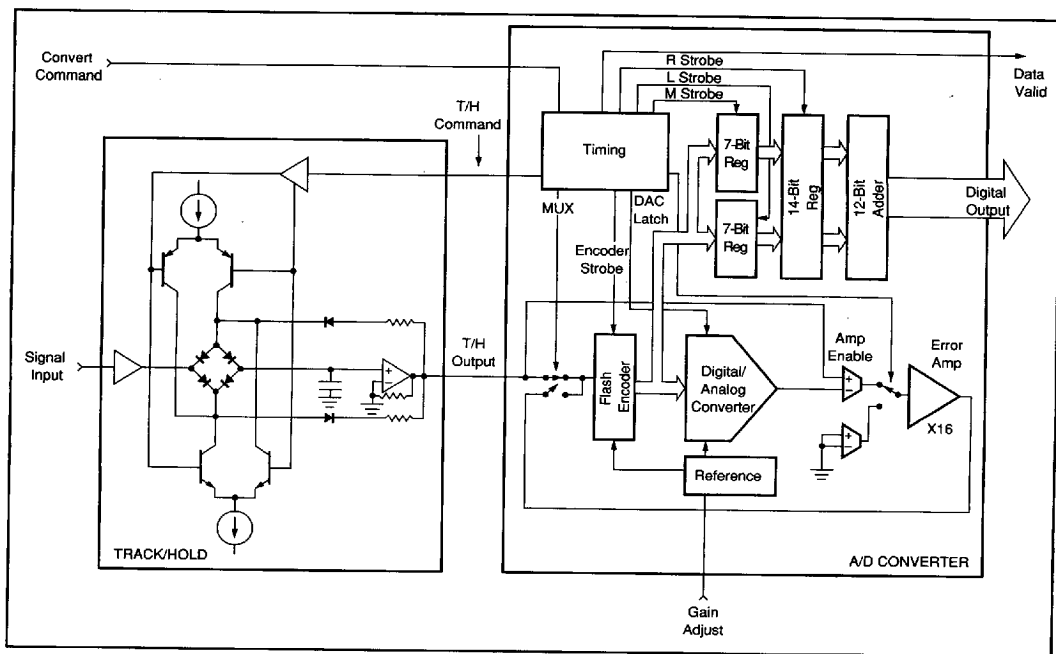 Convert
Command
R Strobe
L Strobe
M Strobe
Data
Valid
T/H
Command
Timing
7-Bit
Reg
7-Bit
Reg
14-Bit
Reg
12-Bit
Adder
Digital
Output
MUX
DAC
Latch
Encoder
Strobe
Signal
Input
T/H
Output
Flash
Encoder
Digital/
Analog
Converter
Amp
Enable
Error
Amp
+
−
+
−
+
−
X16
Reference
TRACK/HOLD
A/D CONVERTER
Gain
Adjust